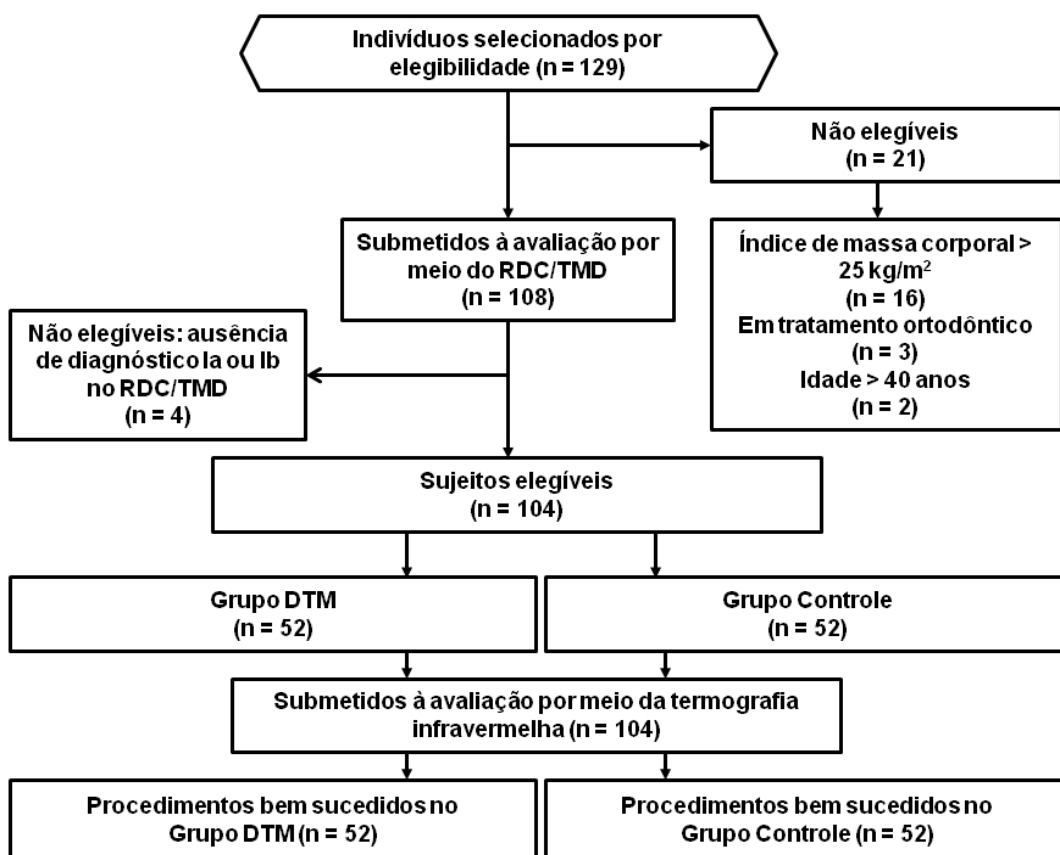 Indivíduos selecionados por
elegibilidade (n = 129)
Não elegíveis
(n = 21)
Índice de massa corporal >
25 kg/m²
(n = 16)
Em tratamento ortodôntico
(n = 3)
Idade > 40 anos
(n = 2)
Submetidos à avaliação por
meio do RDC/TMD
(n = 108)
Não elegíveis: ausência
de diagnóstico Ia ou Ib
no RDC/TMD
(n = 4)
Sujeitos elegíveis
(n = 104)
Grupo DTM
(n = 52)
Grupo Controle
(n = 52)
Submetidos à avaliação por meio da termografia
infravermelha (n = 104)
Procedimentos bem sucedidos no
Grupo DTM (n = 52)
Procedimentos bem sucedidos no
Grupo Controle (n = 52)